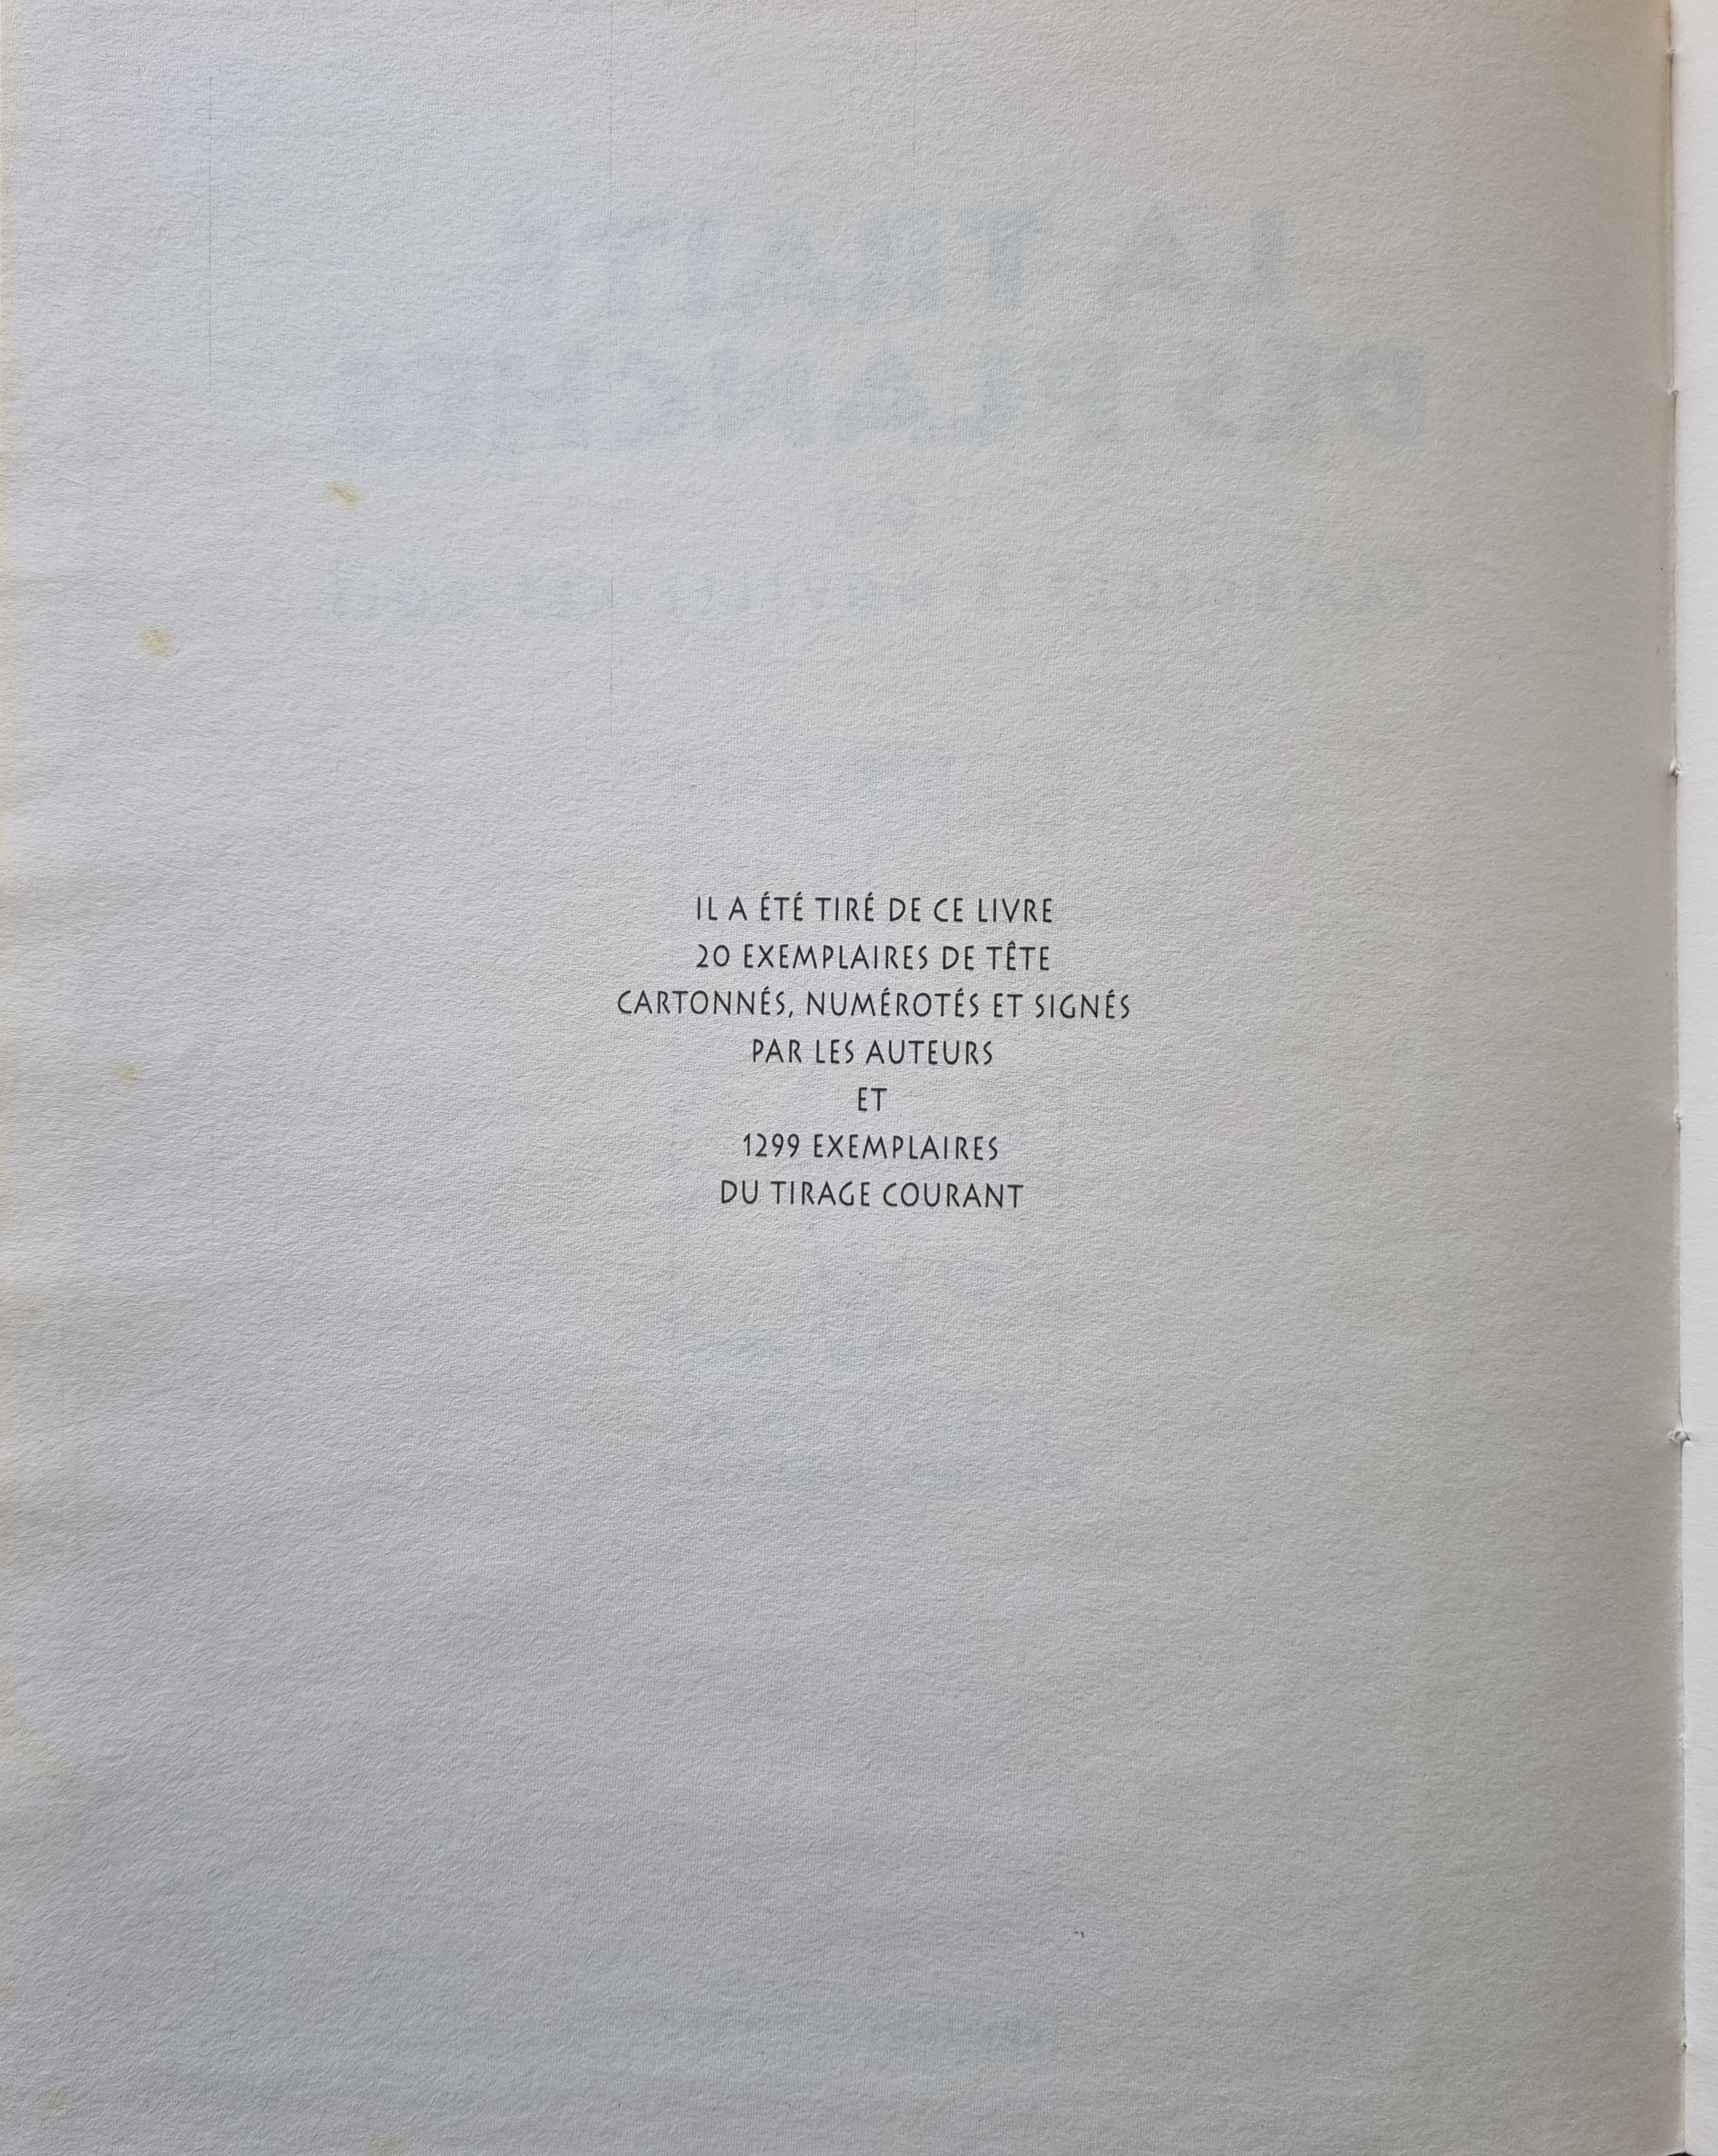 IL A ÉTÉ TIRÉ DE CE LIVRE
20 EXEMPLAIRES DE TÊTE
CARTONNÉS, NUMÉROTÉS ET SIGNÉS
PAR LES AUTEURS
ET
1299 EXEMPLAIRES
DU TIRAGE COURANT